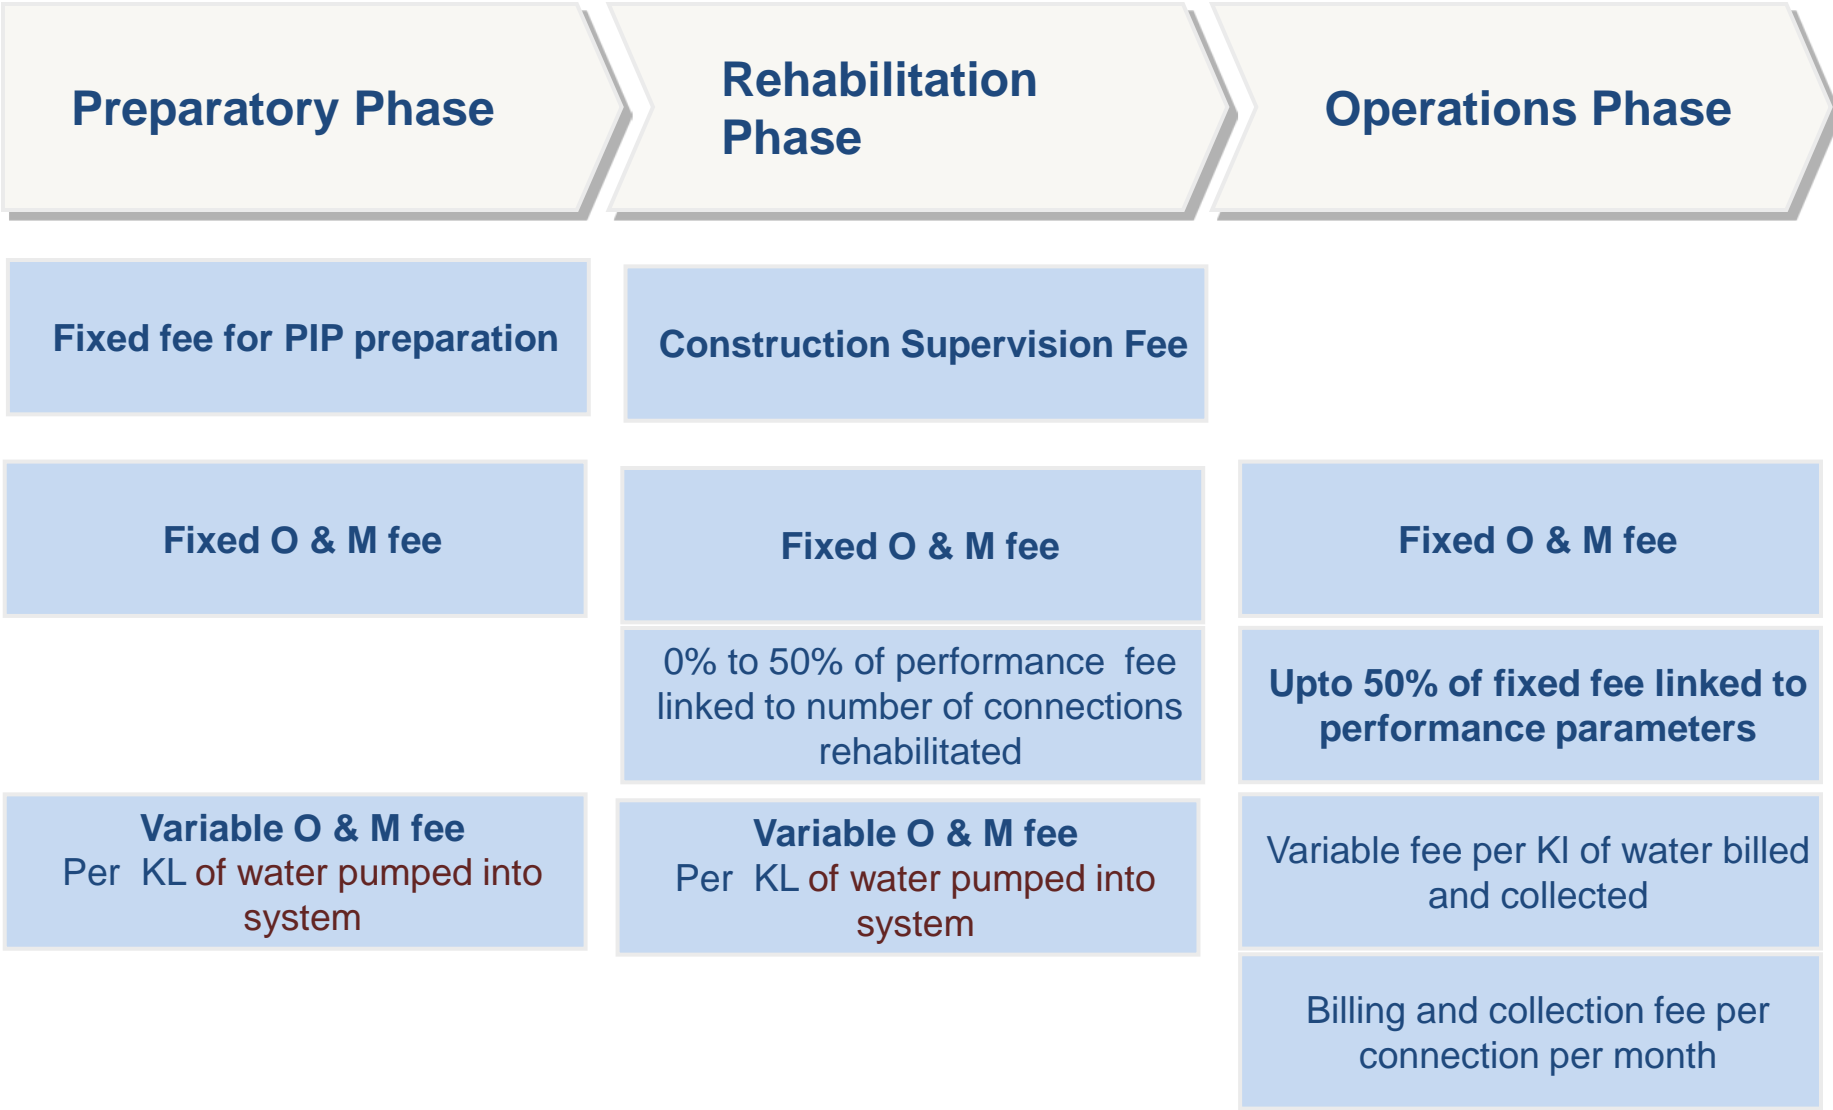 Preparatory Phase
Rehabilitation
Phase
Operations Phase
Fixed fee for PIP preparation
Construction Supervision Fee
Fixed O & M fee
Fixed O & M fee
Fixed O & M fee
0% to 50% of performance fee
linked to number of connections
rehabilitated
Upto 50% of fixed fee linked to
performance parameters
Variable O & M fee
Per KL of water pumped into
system
Variable O & M fee
Per KL of water pumped into
system
Variable fee per Kl of water billed
and collected
Billing and collection fee per
connection per month